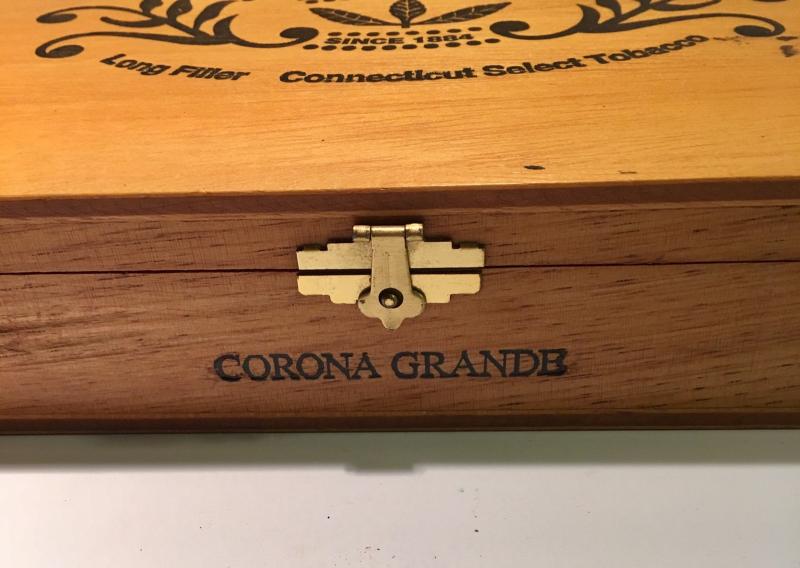 SINCE 1884
Long Filler Connecticut Select Tobacco
CORONA GRANDE